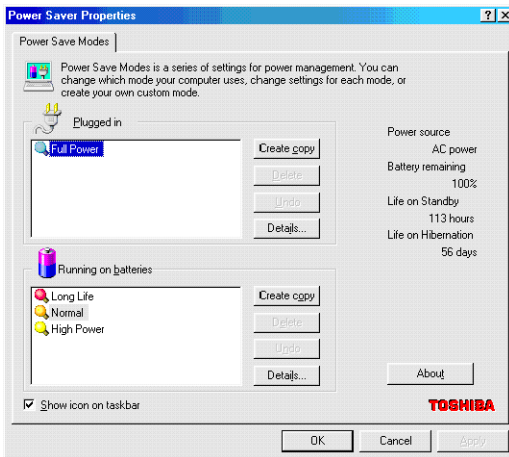 Power Saver Properties
Power Save Modes
Power Save Modes is a series of settings for power management. You can
change which mode your computer uses, change settings for each mode, or
create your own custom mode.
Plugged in
Full Power
Create copy
Delete
Undo
Details...
Power source
AC power
Battery remaining
100%
Life on Standby
113 hours
Life on Hibernation
56 days
Running on batteries
Long Life
Normal
High Power
Create copy
Delete
Undo
Details...
About
Show icon on taskbar
TOSHIBA
OK
Cancel
Apply